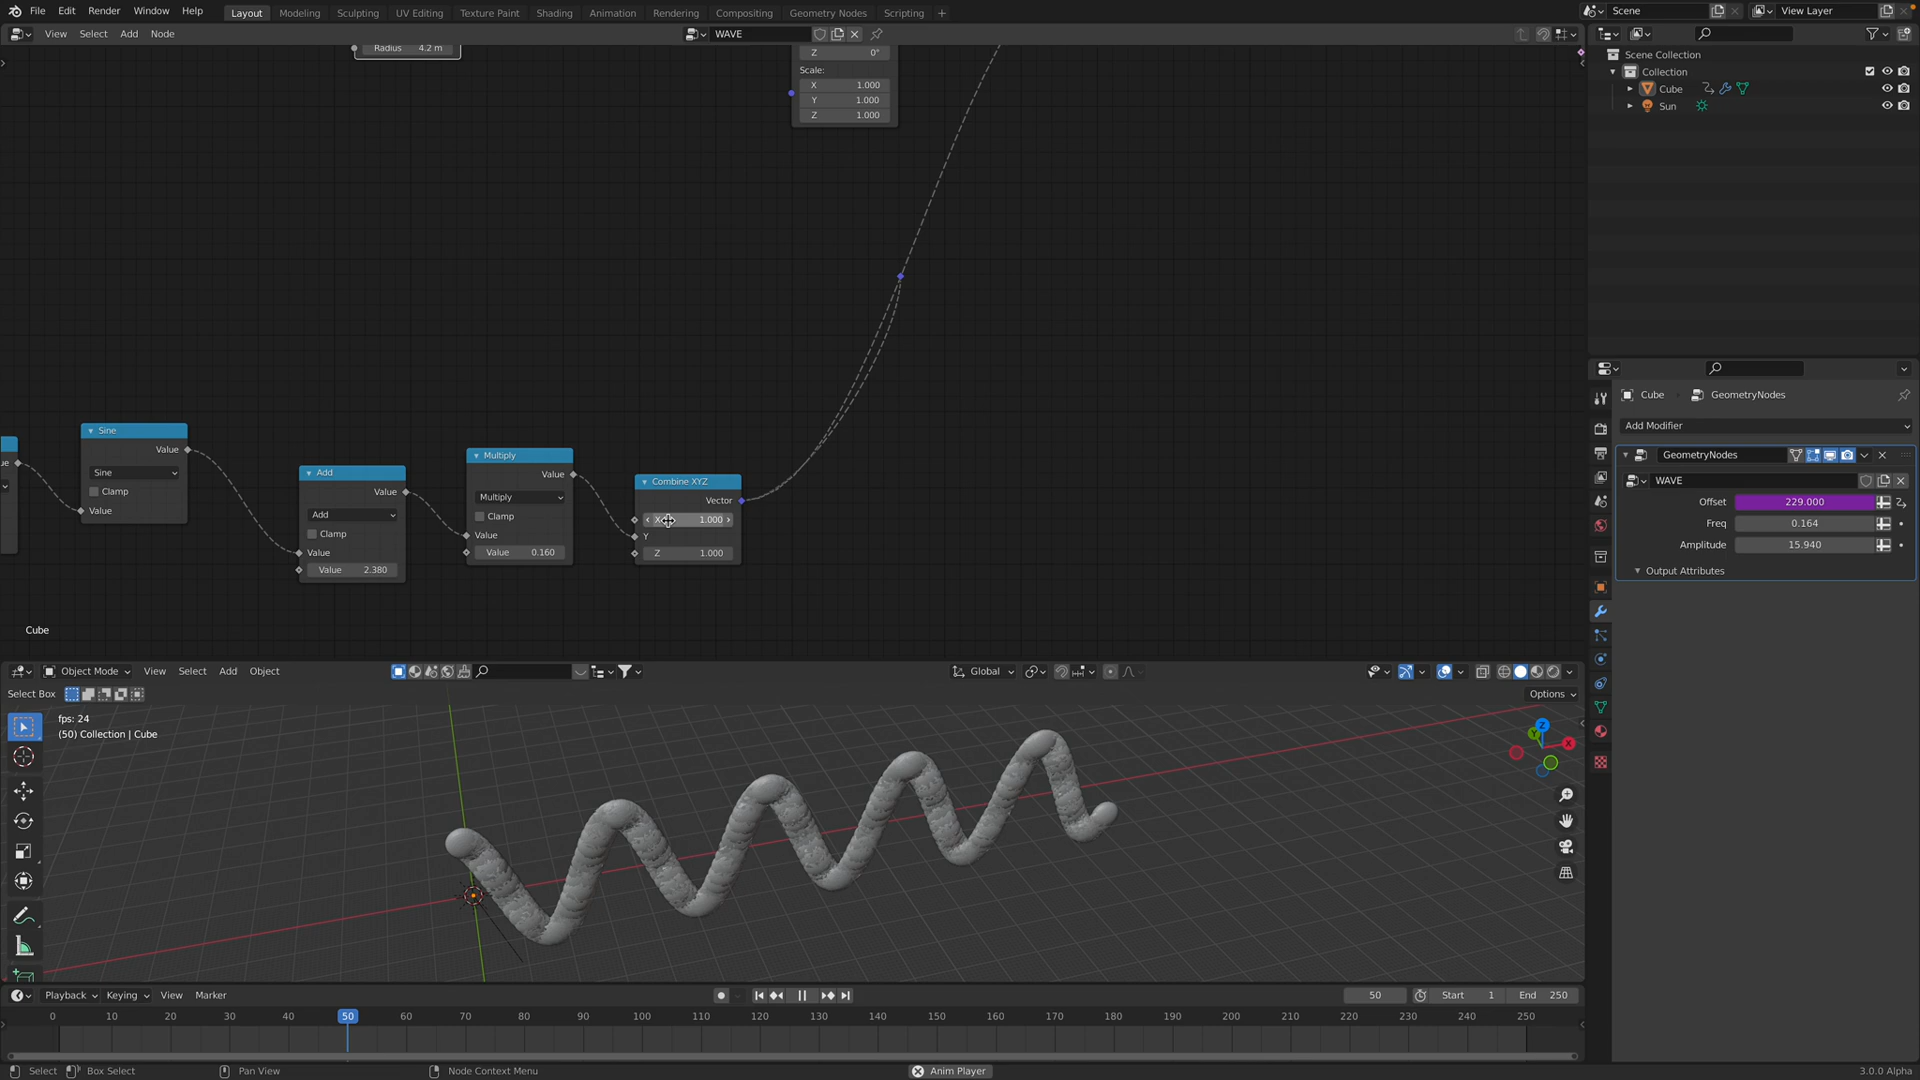 File Edit Render Window Help Layout Modeling Sculpting UV Editing Texture Paint Shading Animation Rendering Compositing Geometry Nodes Scripting + Scene View Layer
View Select Add Node WAVE
Radius 4.2 m
Z 0°
Scale:
X 1.000
Y 1.000
Z 1.000
Sine
Value
Sine
Clamp
Value
Add
Value
Add
Clamp
Value
Value 2.380
Multiply
Value
Multiply
Clamp
Value
Value 0.160
Combine XYZ
Vector
X 1.000
Y
Z 1.000
Cube
Scene Collection
Collection
Cube
Sun
Cube GeometryNodes
Add Modifier
GeometryNodes
WAVE
Offset 229.000
Freq 0.164
Amplitude 15.940
Output Attributes
Object Mode View Select Add Object Global
Select Box Options
fps: 24
(50) Collection | Cube
Z
Y
X
Playback Keying View Marker 50 Start 1 End 250
0 10 20 30 40 50 60 70 80 90 100 110 120 130 140 150 160 170 180 190 200 210 220 230 240 250
Select Box Select Pan View Node Context Menu Anim Player 3.0.0 Alpha